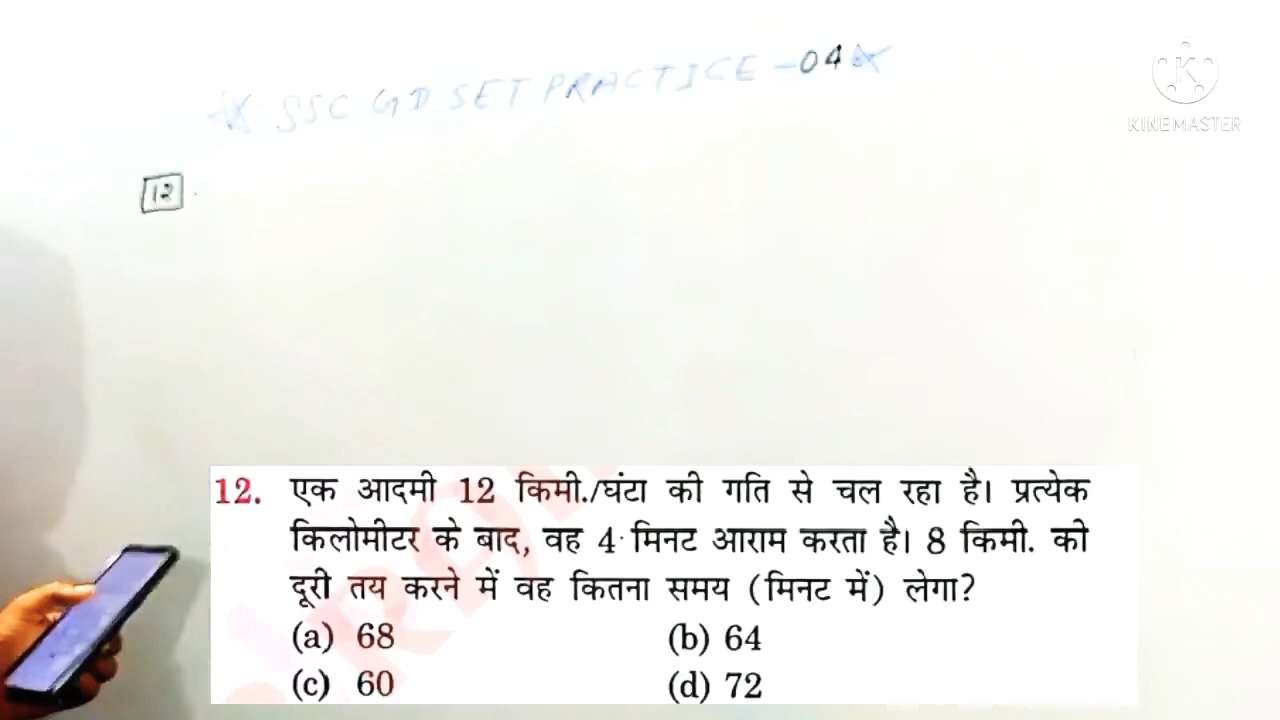 SSC GD SET PRACTICE - 04
KINEMASTER
12
12. एक आदमी 12 किमी./घंटा की गति से चल रहा है। प्रत्येक
किलोमीटर के बाद, वह 4 मिनट आराम करता है। 8 किमी. की
दूरी तय करने में वह कितना समय (मिनट में) लेगा?
(a) 68 (b) 64
(c) 60 (d) 72